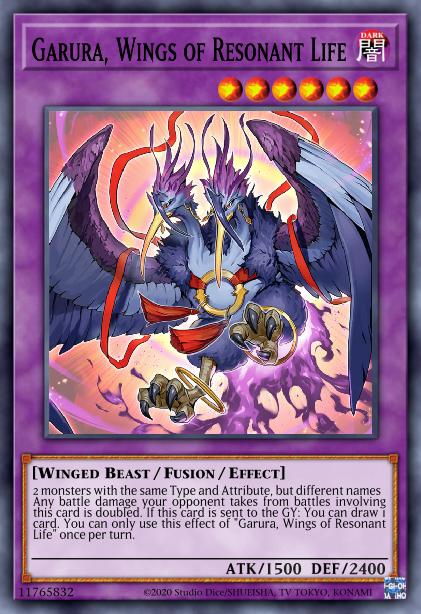 GARURA, WINGS OF RESONANT LIFE
DARK
闇
[WINGED BEAST / FUSION / EFFECT]
2 monsters with the same Type and Attribute, but different names
Any battle damage your opponent takes from battles involving
this card is doubled. If this card is sent to the GY: You can draw 1
card. You can only use this effect of "Garura, Wings of Resonant
Life" once per turn.
ATK/1500 DEF/2400
11765832
©2020 Studio Dice/SHUEISHA, TV TOKYO, KONAMI